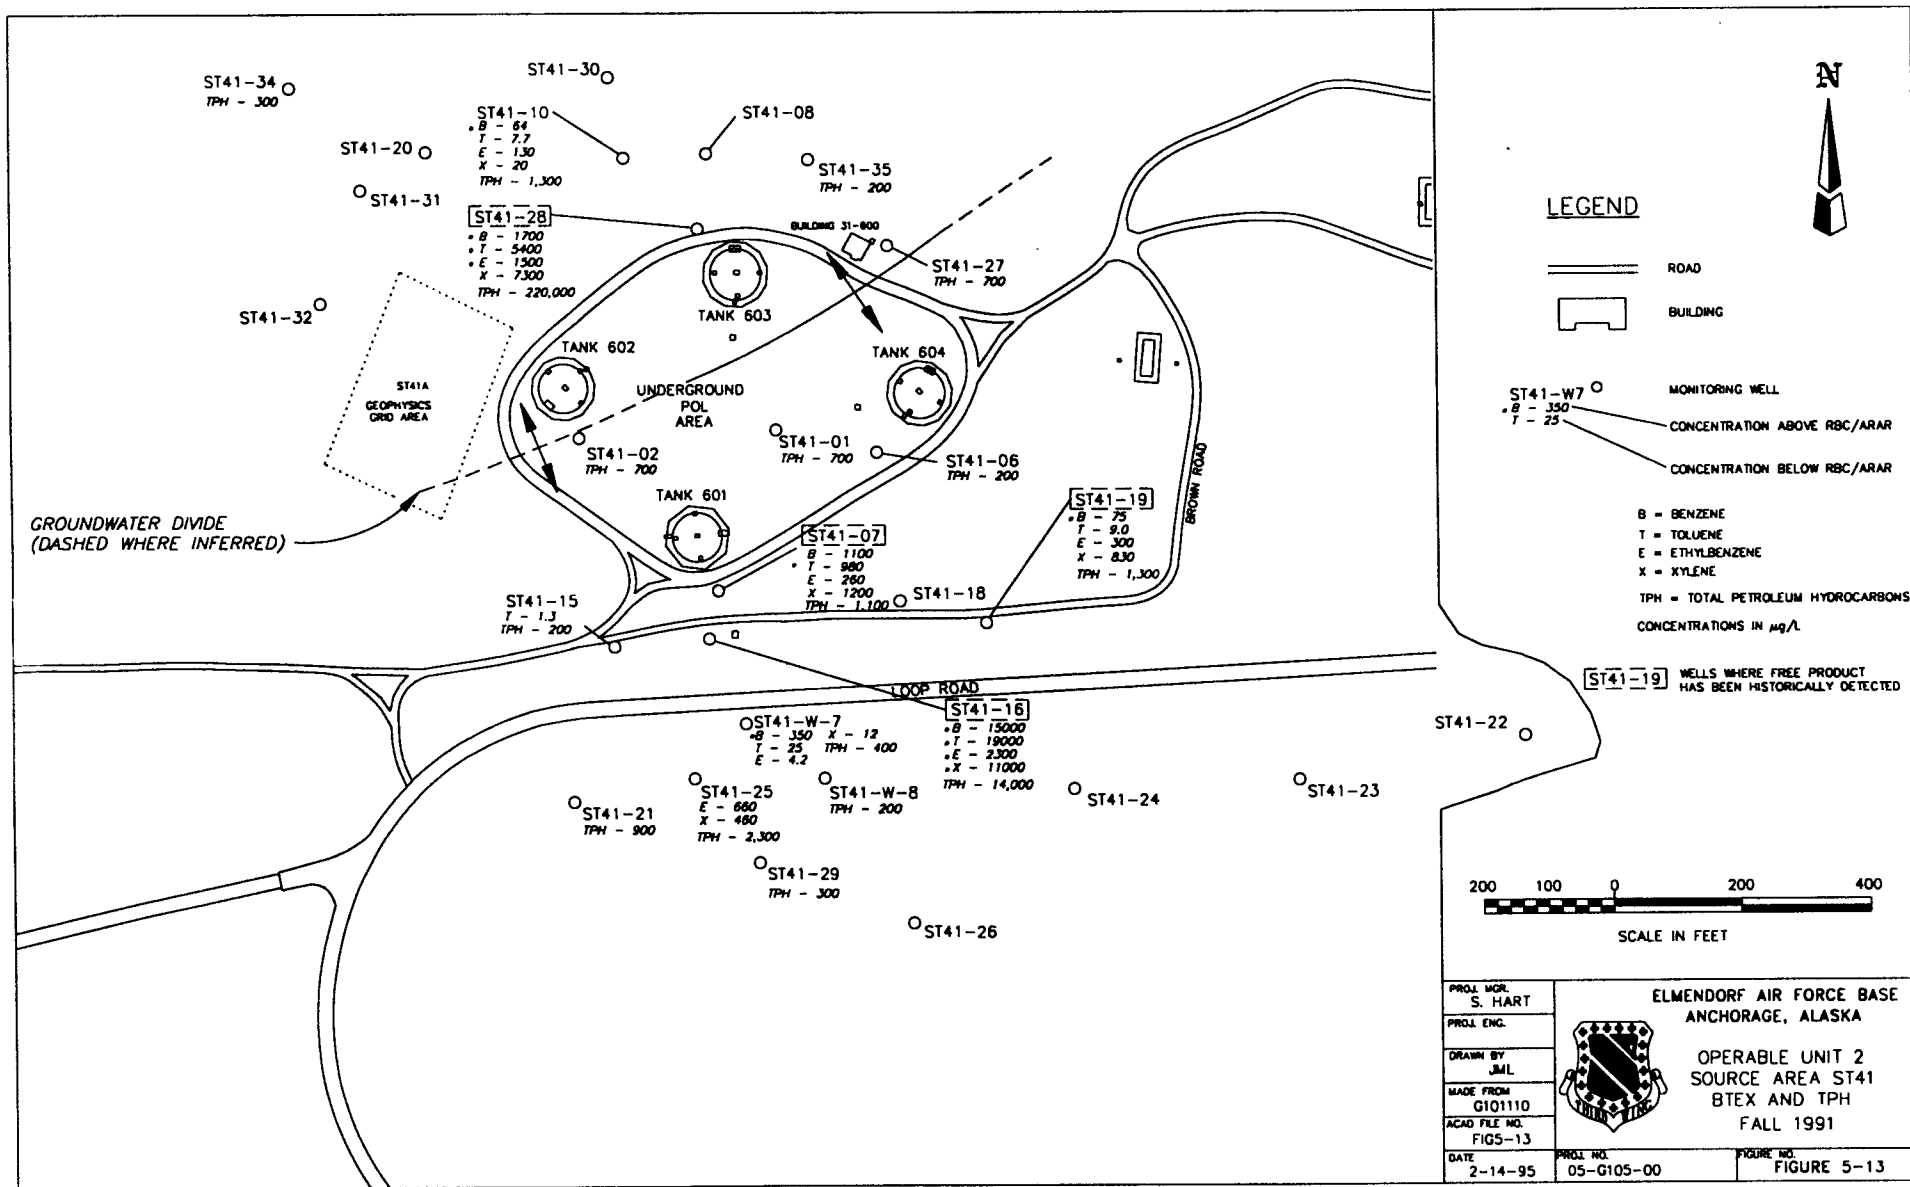 ST41-34
TPH - 300
ST41-30
ST41-10
• B - 64
T - 7.7
E - 130
X - 20
TPH - 1,300
ST41-08
ST41-20
ST41-31
ST41-35
TPH - 200
ST41-28
• B - 1700
• T - 5400
• E - 1500
X - 7300
TPH - 220,000
BUILDING 31-600
ST41-27
TPH - 700
ST41-32
TANK 603
TANK 602
TANK 604
ST41A
GEOPHYSICS
GRID AREA
UNDERGROUND
POL
AREA
ST41-02
TPH - 700
ST41-01
TPH - 700
ST41-06
TPH - 200
BROWN ROAD
TANK 601
GROUNDWATER DIVIDE
(DASHED WHERE INFERRED)
ST41-07
B - 1100
• T - 980
E - 260
X - 1200
TPH - 1,100
ST41-19
• B - 75
T - 9.0
E - 300
X - 830
TPH - 1,300
ST41-18
ST41-15
T - 1.3
TPH - 200
LOOP ROAD
ST41-16
• B - 15000
• T - 19000
• E - 2300
• X - 11000
TPH - 14,000
ST41-W-7
• B - 350 X - 12
T - 25 TPH - 400
E - 4.2
ST41-25
E - 660
X - 460
TPH - 2,300
ST41-W-8
TPH - 200
ST41-21
TPH - 900
ST41-24
ST41-23
ST41-22
ST41-29
TPH - 300
ST41-26
N
LEGEND
ROAD
BUILDING
ST41-W7
• B - 350
T - 25
MONITORING WELL
CONCENTRATION ABOVE RBC/ARAR
CONCENTRATION BELOW RBC/ARAR
B = BENZENE
T = TOLUENE
E = ETHYLBENZENE
X = XYLENE
TPH = TOTAL PETROLEUM HYDROCARBONS
CONCENTRATIONS IN µg/L
ST41-19 WELLS WHERE FREE PRODUCT
HAS BEEN HISTORICALLY DETECTED
200 100 0 200 400
SCALE IN FEET
PROJ. MGR.
S. HART
PROJ. ENG.
DRAWN BY
JML
MADE FROM
G101110
ACAD FILE NO.
FIG5-13
DATE
2-14-95
THIRD WING
ELMENDORF AIR FORCE BASE
ANCHORAGE, ALASKA
OPERABLE UNIT 2
SOURCE AREA ST41
BTEX AND TPH
FALL 1991
PROJ. NO.
05-G105-00
FIGURE NO.
FIGURE 5-13